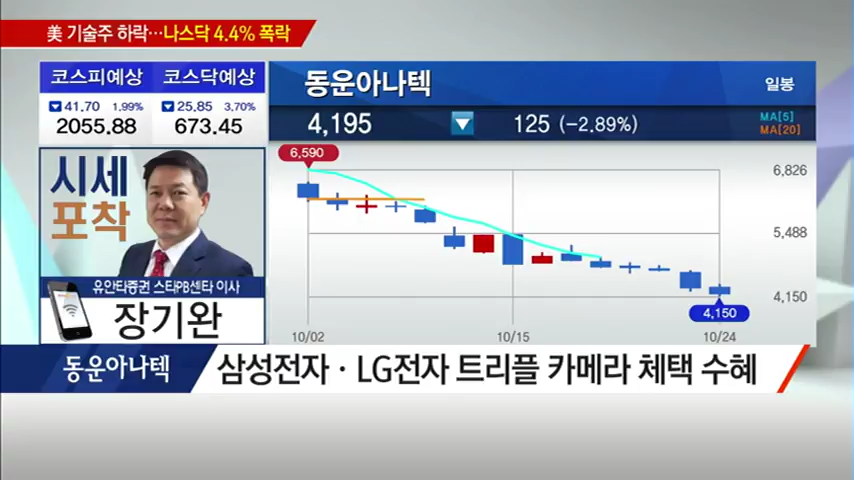 美 기술주 하락…나스닥 4.4% 폭락
코스피예상
▼41.70 1.99%
2055.88
코스닥예상
▼25.85 3.70%
673.45
동운아나텍
일봉
4,195 ▼ 125 (-2.89%)
MA[5]
MA[20]
6,590
6,826
5,488
4,150
4,150
10/02 10/15 10/24
시세
포착
유안타증권 스타PB센타 이사
장기완
동운아나텍
삼성전자 · LG전자 트리플 카메라 체택 수혜